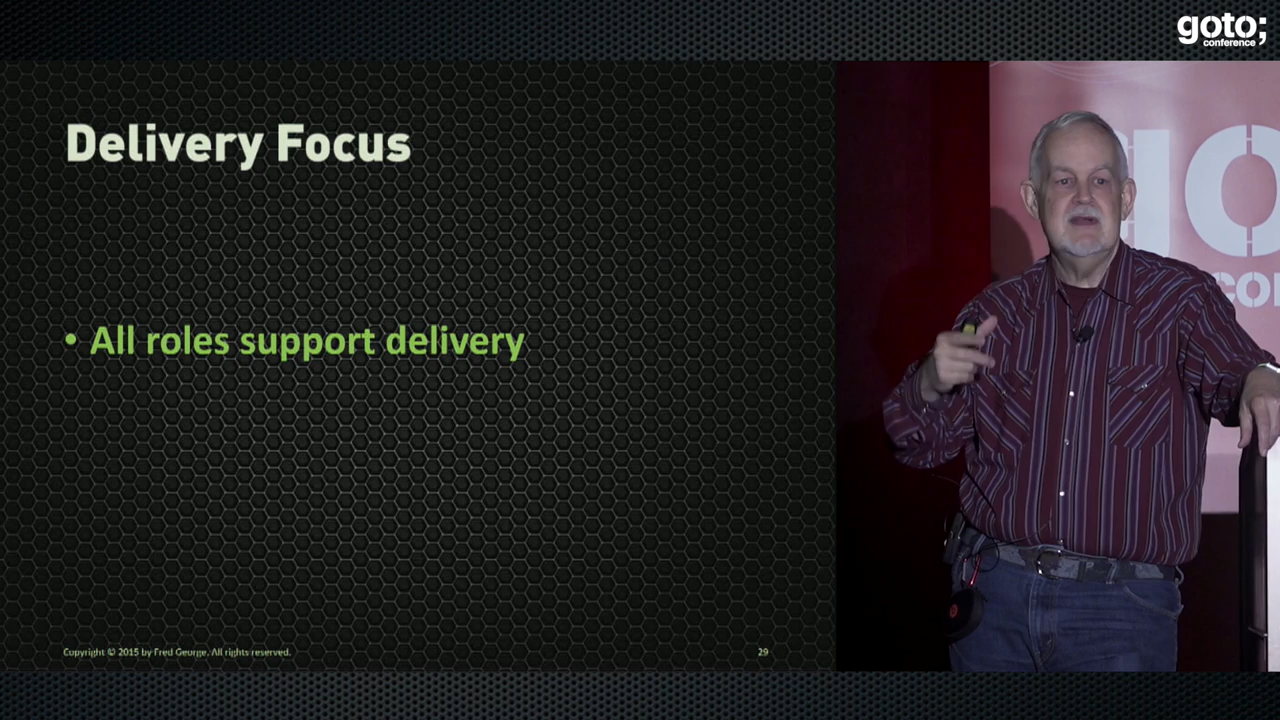 goto;
conference
Delivery Focus
• All roles support delivery
Copyright © 2015 by Fred George. All rights reserved.
29